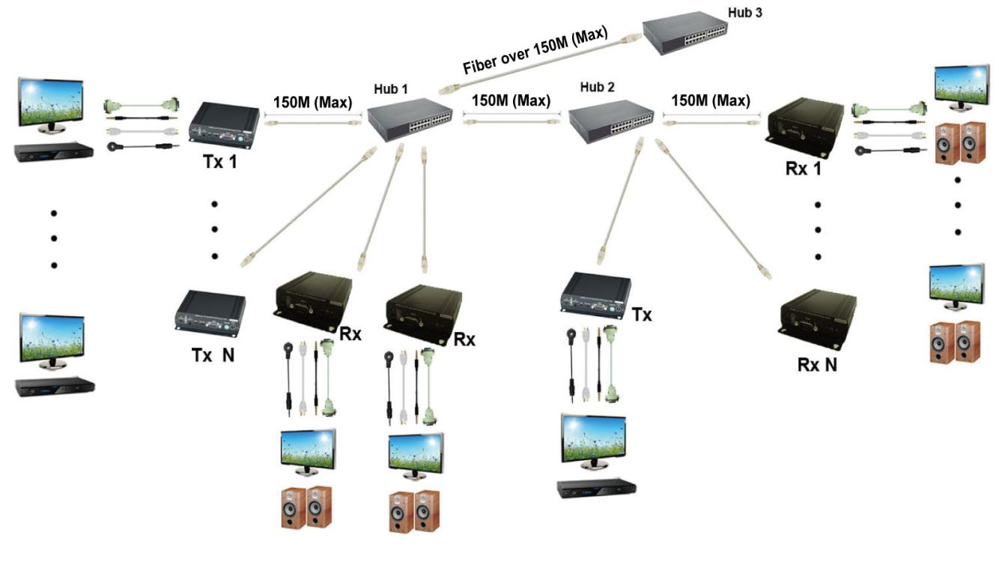 Hub 3
Fiber over 150M (Max)
Hub 1
Hub 2
150M (Max)
150M (Max)
150M (Max)
Tx 1
Rx 1
Tx N
Rx
Rx
Tx
Rx N